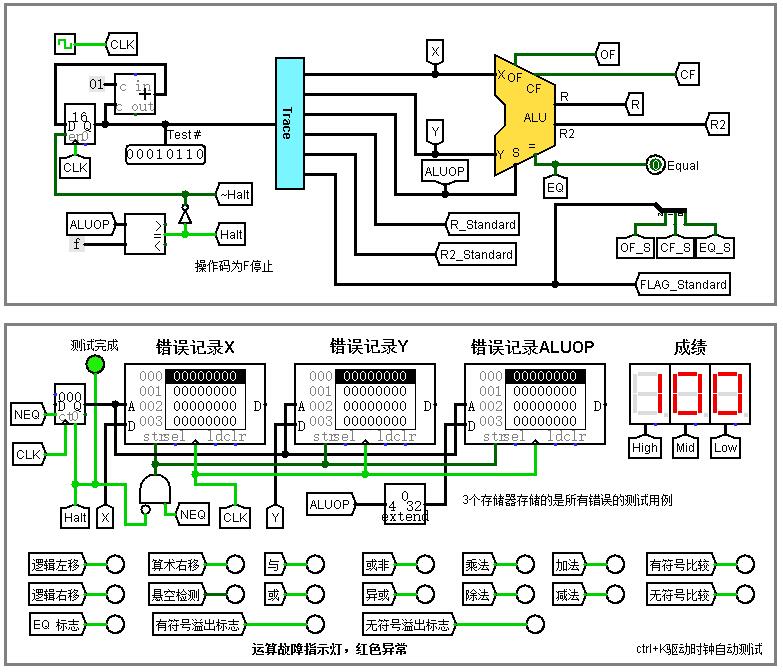 CLK
OF
X
X OF
CF
CF
01
c in
c out
16
D Q
en0
Test#
00010110
CLK
Trace
ALU
R
R
R2
R2
Y
Y
S
=
ALUOP
EQ
Equal
~Halt
ALUOP
f
>
=
<
Halt
操作码为F停止
R_Standard
R2_Standard
OF_S
CF_S
EQ_S
FLAG_Standard
测试完成
错误记录X
错误记录Y
错误记录ALUOP
成绩
000 00000000
001 00000000
002 00000000
003 00000000
A
D
D
str sel ld clr
000 00000000
001 00000000
002 00000000
003 00000000
A
D
D
str sel ld clr
000 00000000
001 00000000
002 00000000
003 00000000
A
D
D
str sel ld clr
100
High
Mid
Low
NEQ
000
D Q
ct0
CLK
Halt
X
NEQ
CLK
Y
ALUOP
0
4 32
extend
3个存储器存储的是所有错误的测试用例
逻辑左移
算术右移
与
或非
乘法
加法
有符号比较
逻辑右移
悬空检测
或
异或
除法
减法
无符号比较
EQ 标志
有符号溢出标志
无符号溢出标志
运算故障指示灯，红色异常
ctrl+K驱动时钟自动测试